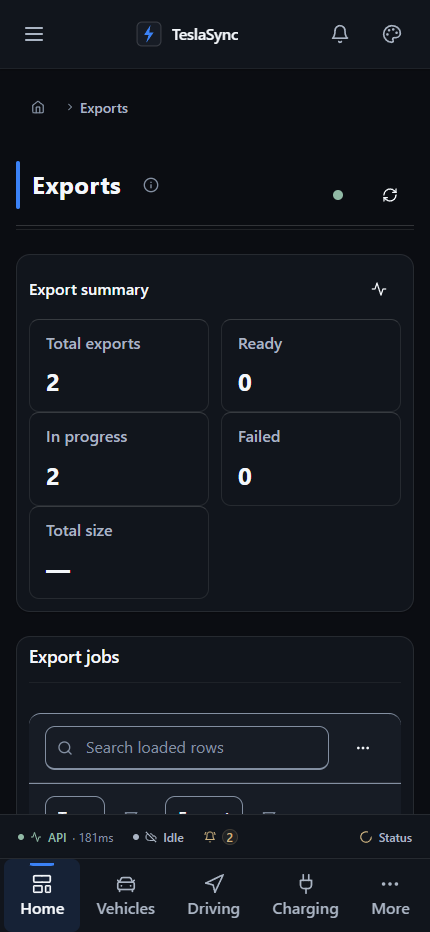 TeslaSync
Exports
Exports
Export summary
Total exports
2
Ready
0
In progress
2
Failed
0
Total size
—
Export jobs
Search loaded rows
API · 181ms
Idle
2
Status
Home
Vehicles
Driving
Charging
More